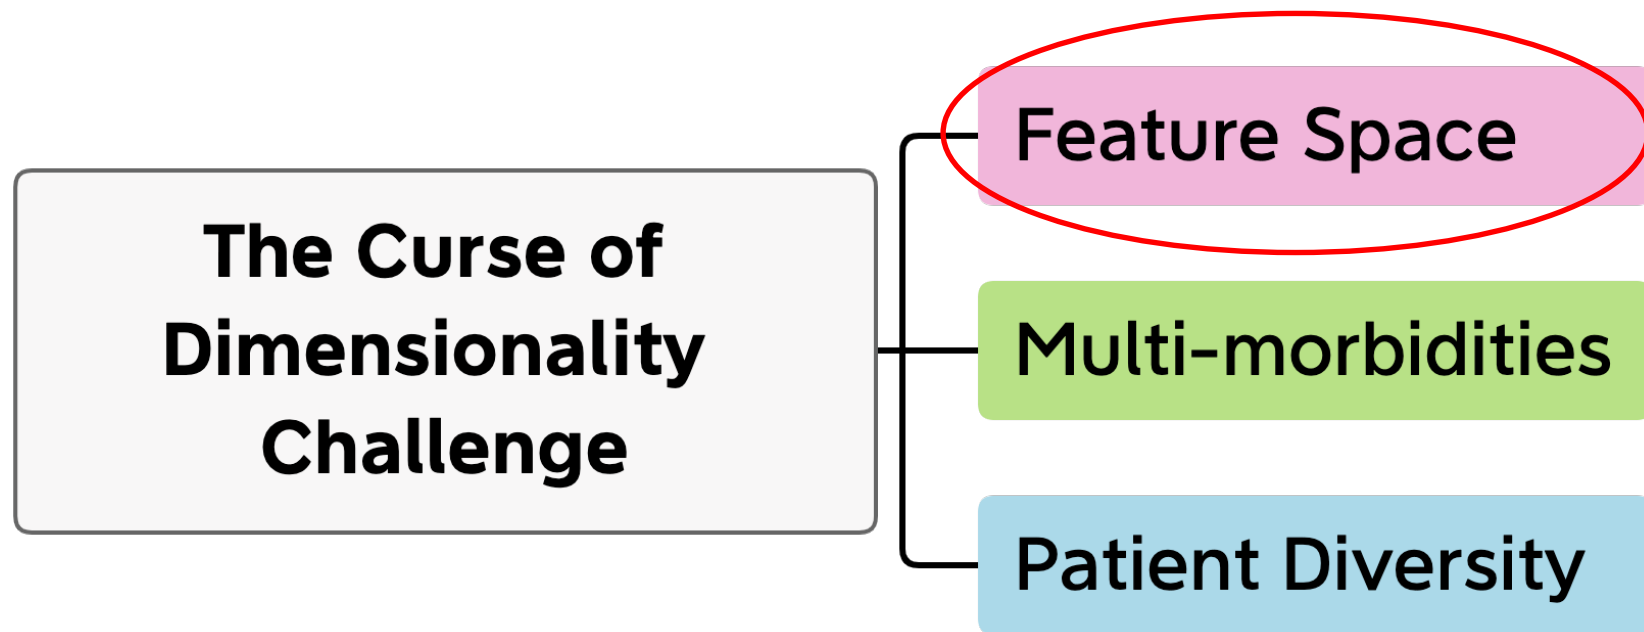 The Curse of
Dimensionality
Challenge
Feature Space
Multi-morbidities
Patient Diversity